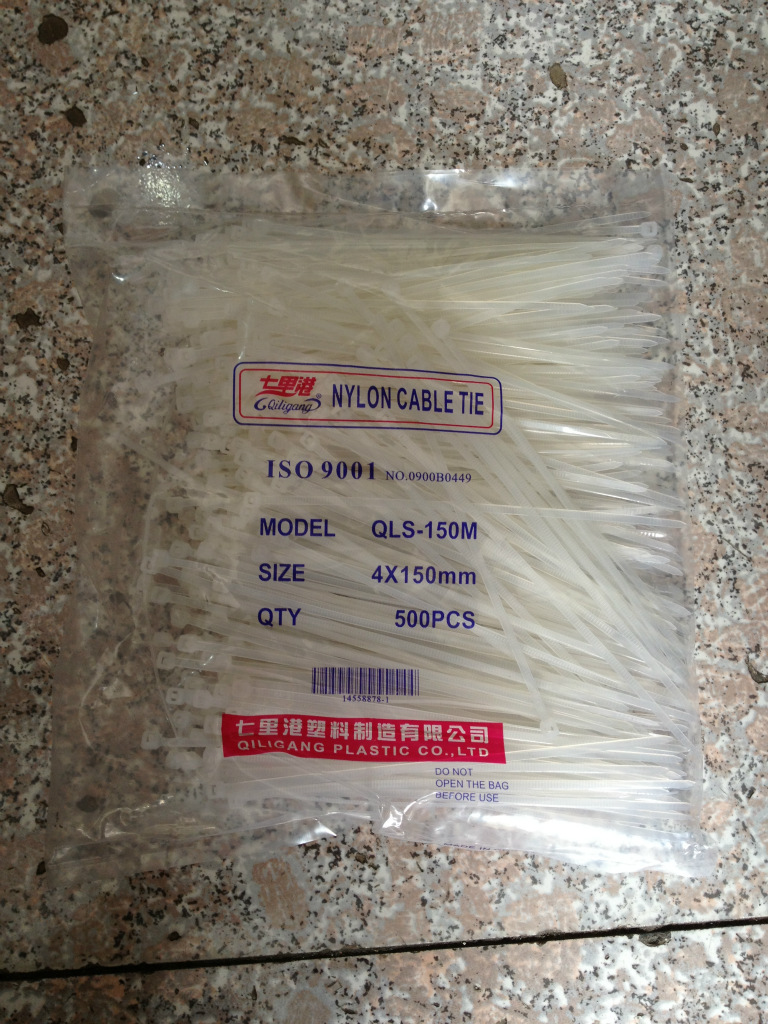 七里港
Qiligang®
NYLON CABLE TIE
ISO 9001 NO.0900B0449
MODEL QLS-150M
SIZE 4X150mm
QTY 500PCS
14558878-1
七里港塑料制造有限公司
QILIGANG PLASTIC CO.,LTD
DO NOT
OPEN THE BAG
BEFORE USE